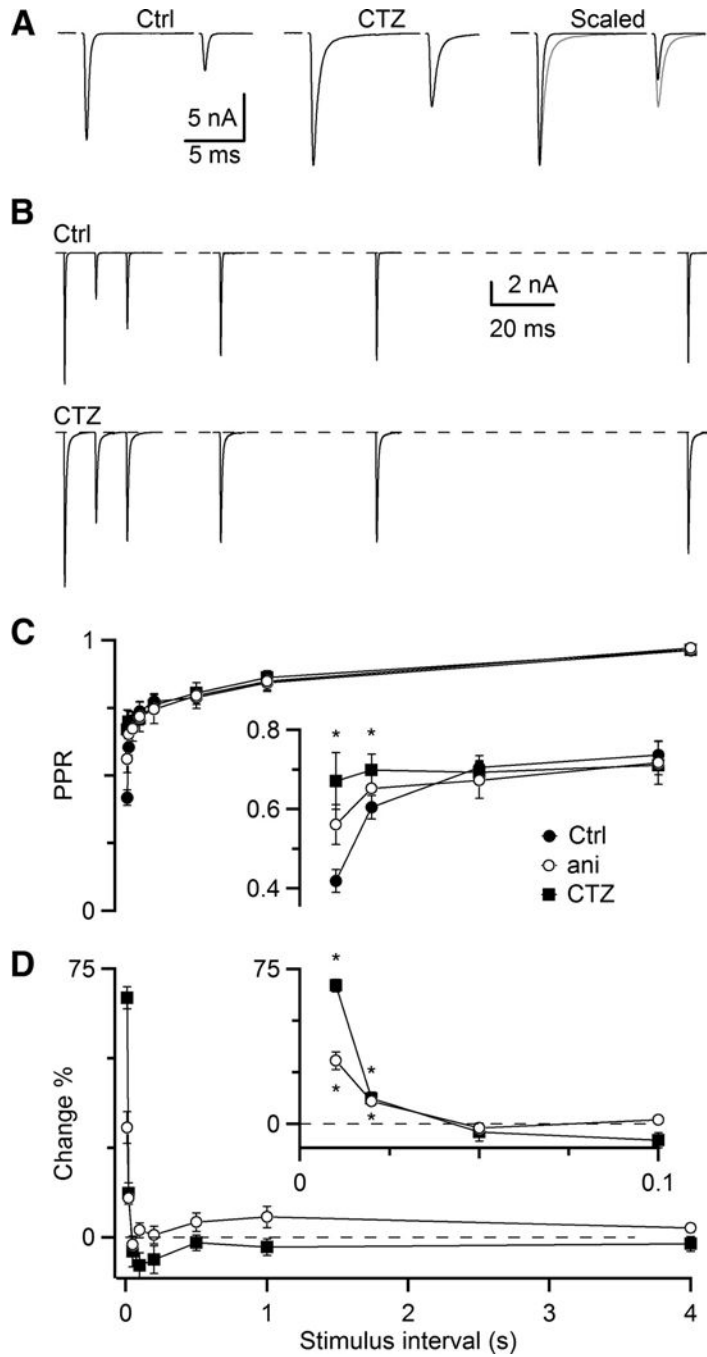 A
Ctrl
CTZ
Scaled
5 nA
5 ms
B
Ctrl
2 nA
20 ms
CTZ
C
1
PPR
0
0.8
* *
0.6
0.4
Ctrl
ani
CTZ
D
75
Change %
0
75
*
*
*
*
0
0
0.1
0 1 2 3 4
Stimulus interval (s)